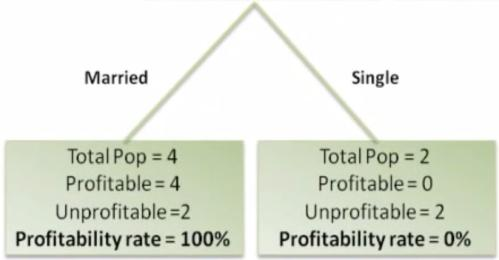 Married
Single
Total Pop = 4
Profitable = 4
Unprofitable =2
Profitability rate = 100%
Total Pop = 2
Profitable = 0
Unprofitable = 2
Profitability rate = 0%